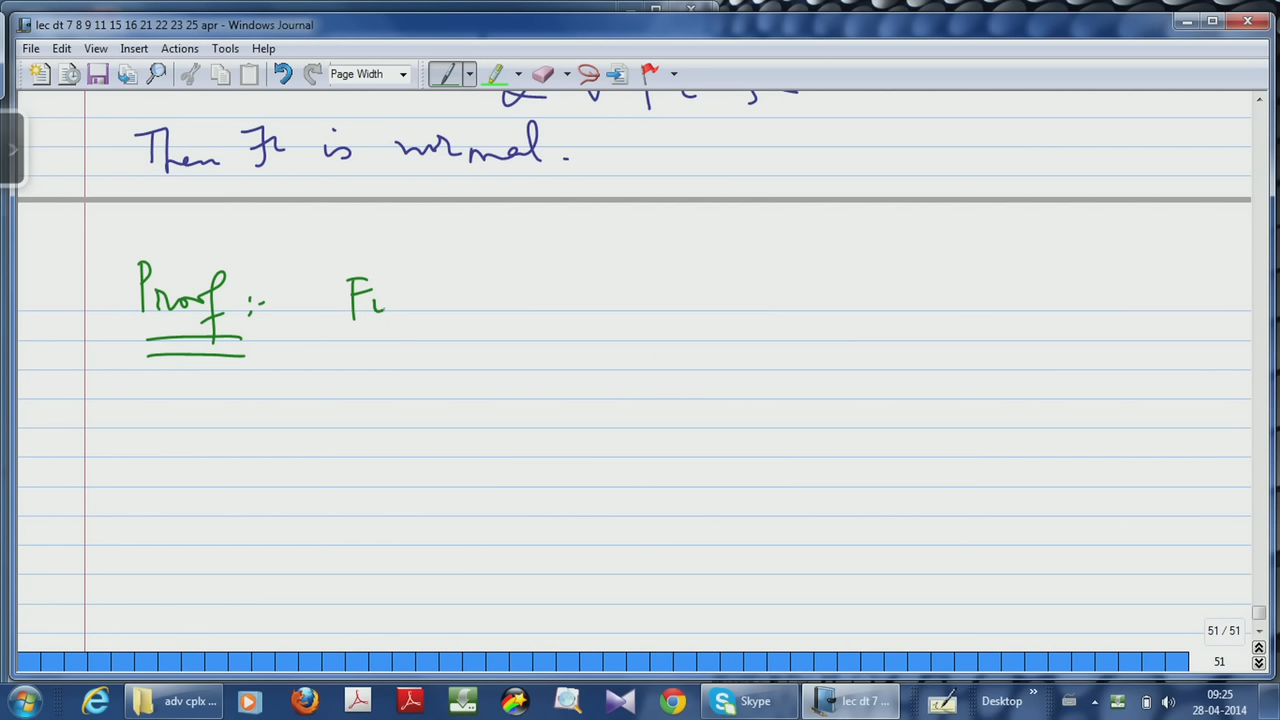 lec dt 7 8 9 11 15 16 21 22 23 25 apr - Windows Journal
File Edit View Insert Actions Tools Help
Page Width
Then is normal.
Proof :-
51 / 51
51
adv cplx ...
Skype
lec dt 7 ...
Desktop
09:25
28-04-2014